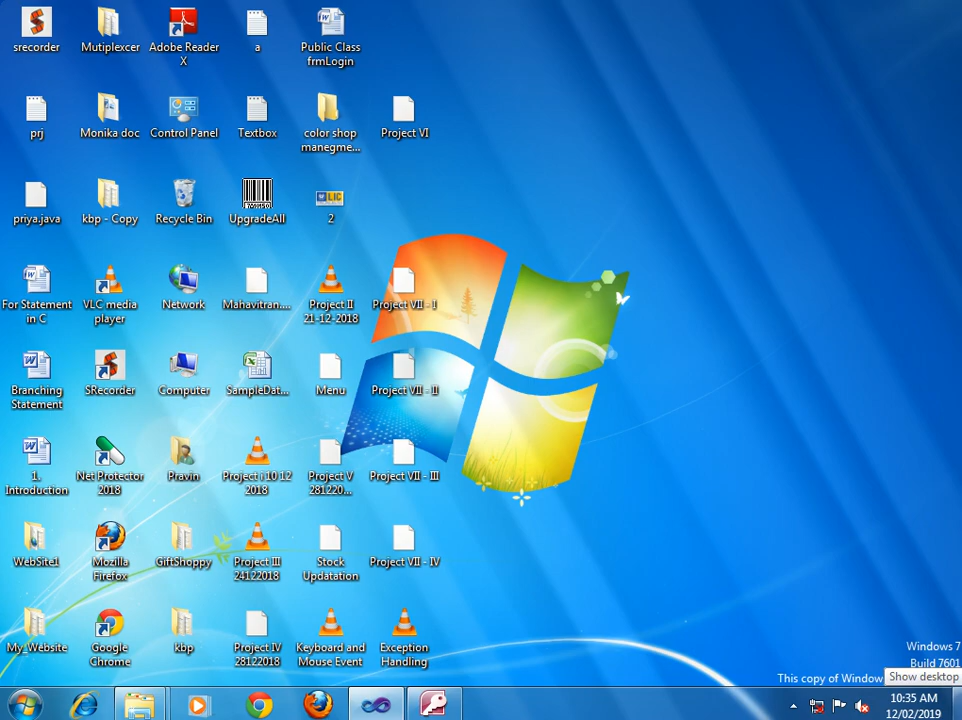 srecorder
Mutiplexcer
Adobe Reader
X
a
Public Class
frmLogin
prj
Monika doc
Control Panel
Textbox
color shop
manegme...
Project VI
priya.java
kbp - Copy
Recycle Bin
UpgradeAll
LIC
2
For Statement
in C
VLC media
player
Network
Mahavitran....
Project II
21-12-2018
Project VII - I
Branching
Statement
SRecorder
Computer
SampleDat...
Menu
Project VII - II
1.
Introduction
Net Protector
2018
Pravin
Project i 10 12
2018
Project V
281220...
Project VII - III
WebSite1
Mozilla
Firefox
GiftShoppy
Project III
24122018
Stock
Updatation
Project VII - IV
My_Website
Google
Chrome
kbp
Project IV
28122018
Keyboard and
Mouse Event
Exception
Handling
Windows 7
Build 7601
This copy of Window
Show desktop
10:35 AM
12/02/2019